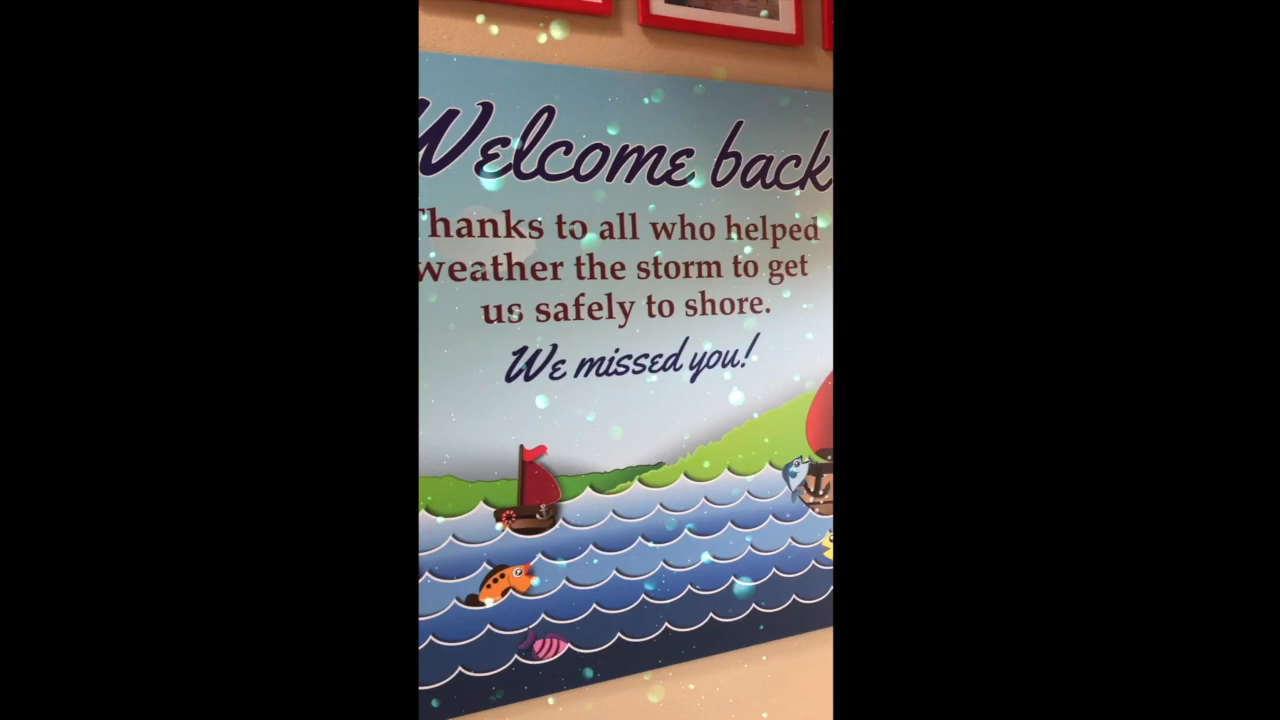 Welcome back
Thanks to all who helped
weather the storm to get
us safely to shore.
We missed you!